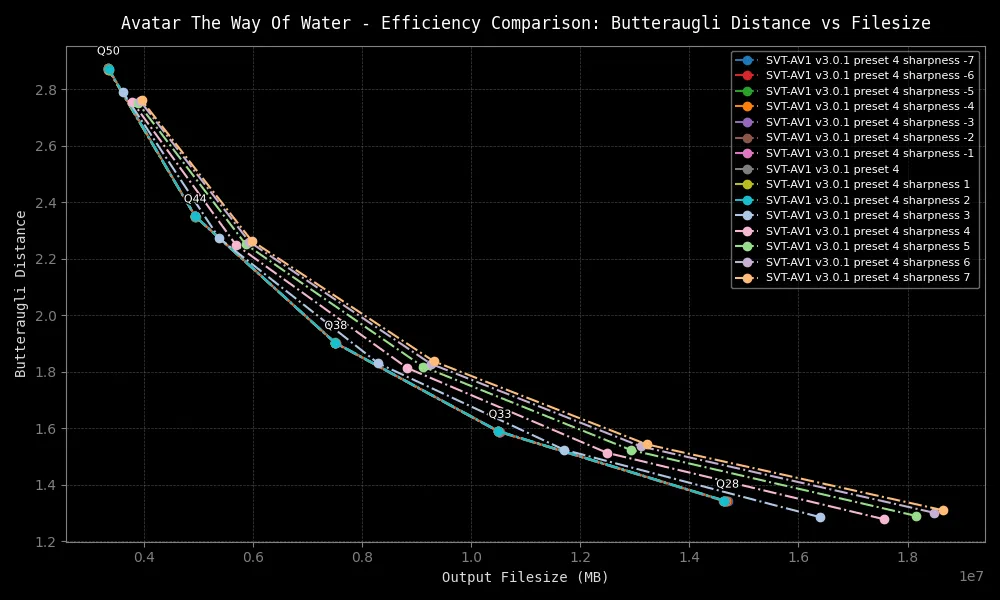 Avatar The Way Of Water - Efficiency Comparison: Butteraugli Distance vs Filesize
Q50
Q44
Q38
Q33
Q28
SVT-AV1 v3.0.1 preset 4 sharpness -7
SVT-AV1 v3.0.1 preset 4 sharpness -6
SVT-AV1 v3.0.1 preset 4 sharpness -5
SVT-AV1 v3.0.1 preset 4 sharpness -4
SVT-AV1 v3.0.1 preset 4 sharpness -3
SVT-AV1 v3.0.1 preset 4 sharpness -2
SVT-AV1 v3.0.1 preset 4 sharpness -1
SVT-AV1 v3.0.1 preset 4
SVT-AV1 v3.0.1 preset 4 sharpness 1
SVT-AV1 v3.0.1 preset 4 sharpness 2
SVT-AV1 v3.0.1 preset 4 sharpness 3
SVT-AV1 v3.0.1 preset 4 sharpness 4
SVT-AV1 v3.0.1 preset 4 sharpness 5
SVT-AV1 v3.0.1 preset 4 sharpness 6
SVT-AV1 v3.0.1 preset 4 sharpness 7
Butteraugli Distance
2.8
2.6
2.4
2.2
2.0
1.8
1.6
1.4
1.2
0.4 0.6 0.8 1.0 1.2 1.4 1.6 1.8
1e7
Output Filesize (MB)